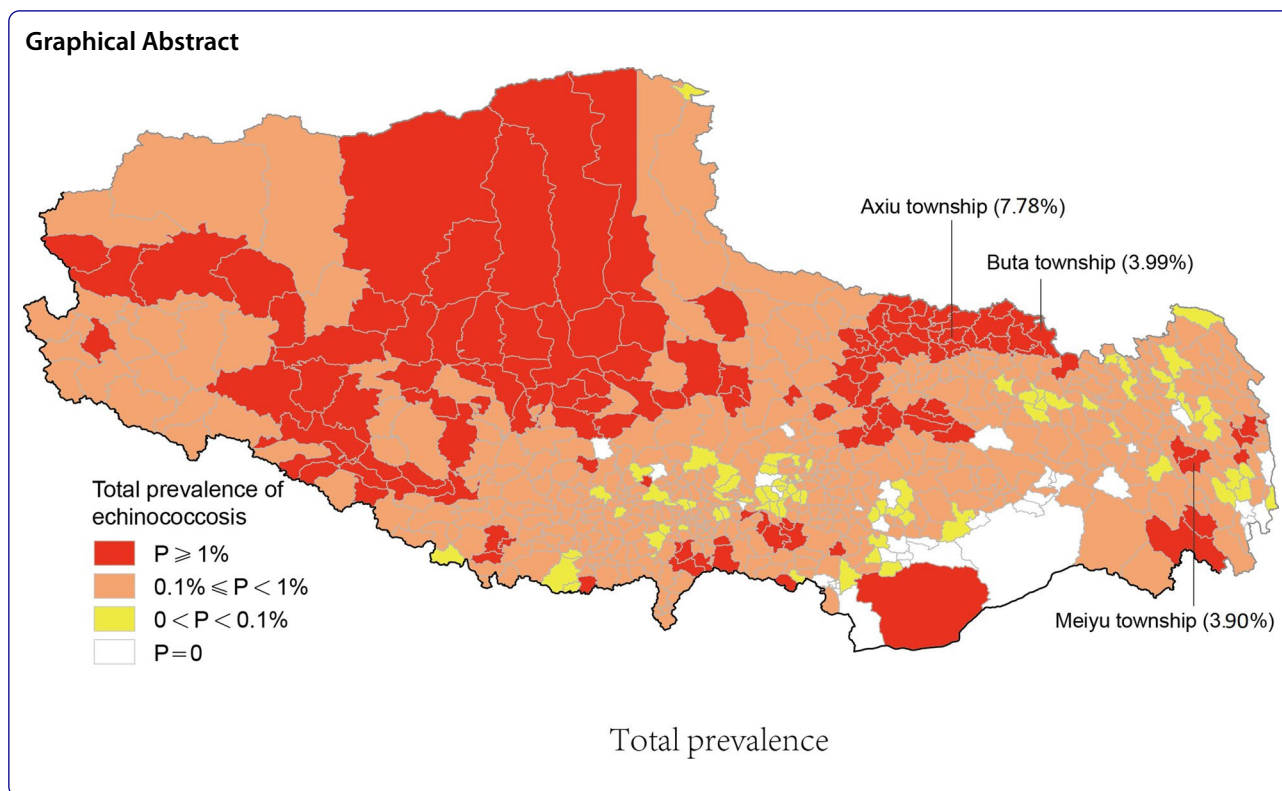 Graphical Abstract
Axiu township (7.78%)
Buta township (3.99%)
Total prevalence of
echinococcosis
P ⩾ 1%
0.1% ⩽ P < 1%
0 < P < 0.1%
P = 0
Meiyu township (3.90%)
Total prevalence